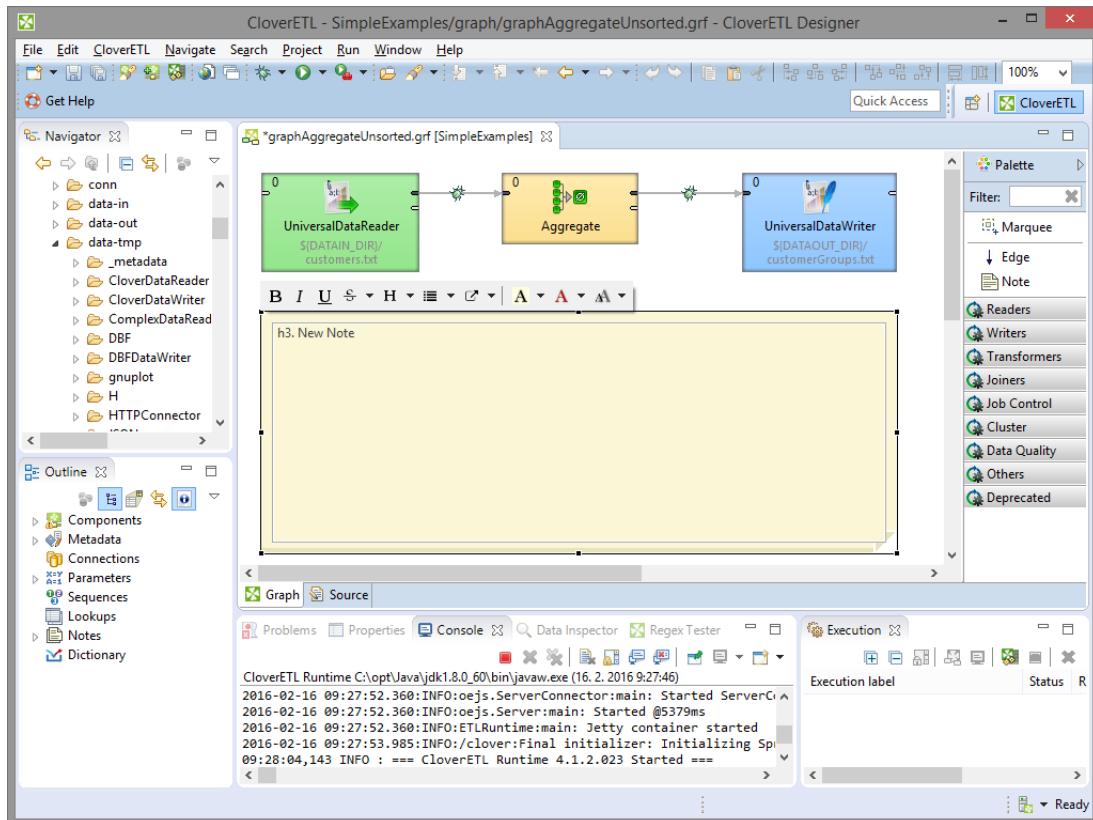 CloverETL - SimpleExamples/graph/graphAggregateUnsorted.grf - CloverETL Designer
File Edit CloverETL Navigate Search Project Run Window Help
100%
Get Help
Quick Access
CloverETL
Navigator
conn
data-in
data-out
data-tmp
_metadata
CloverDataReader
CloverDataWriter
ComplexDataRead
DBF
DBFDataWriter
gnuplot
H
HTTPConnector
*graphAggregateUnsorted.grf [SimpleExamples]
0
UniversalDataReader
${DATAIN_DIR}/
customers.txt
0
Aggregate
0
UniversalDataWriter
${DATAOUT_DIR}/
customerGroups.txt
B I U S H A A A
h3. New Note
Palette
Filter:
Marquee
Edge
Note
Readers
Writers
Transformers
Joiners
Job Control
Cluster
Data Quality
Others
Deprecated
Graph Source
Outline
Components
Metadata
Connections
Parameters
Sequences
Lookups
Notes
Dictionary
Problems Properties Console Data Inspector Regex Tester
CloverETL Runtime C:\opt\Java\jdk1.8.0_60\bin\javaw.exe (16. 2. 2016 9:27:46)
2016-02-16 09:27:52.360:INFO:oejs.ServerConnector:main: Started ServerCo
2016-02-16 09:27:52.360:INFO:oejs.Server:main: Started @5379ms
2016-02-16 09:27:52.360:INFO:ETLRuntime:main: Jetty container started
2016-02-16 09:27:53.985:INFO:/clover:Final initializer: Initializing Spr
09:28:04,143 INFO : === CloverETL Runtime 4.1.2.023 Started ===
Execution
Execution label Status R
Ready